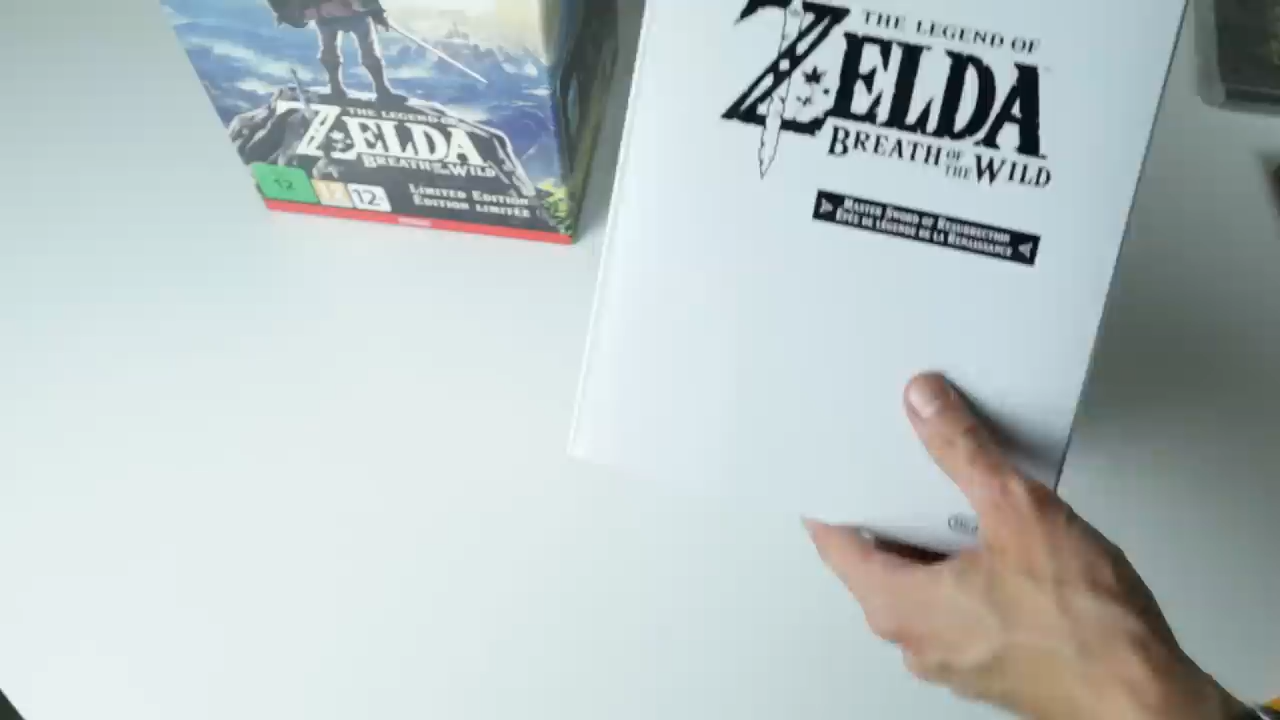 THE LEGEND OF
ZELDA
BREATH OF THE WILD
12
12
LIMITED EDITION
ÉDITION LIMITÉE
THE LEGEND OF
ZELDA
BREATH OF THE WILD
MASTER SWORD OF RESURRECTION
ÉPÉE DE LÉGENDE DE LA RENAISSANCE